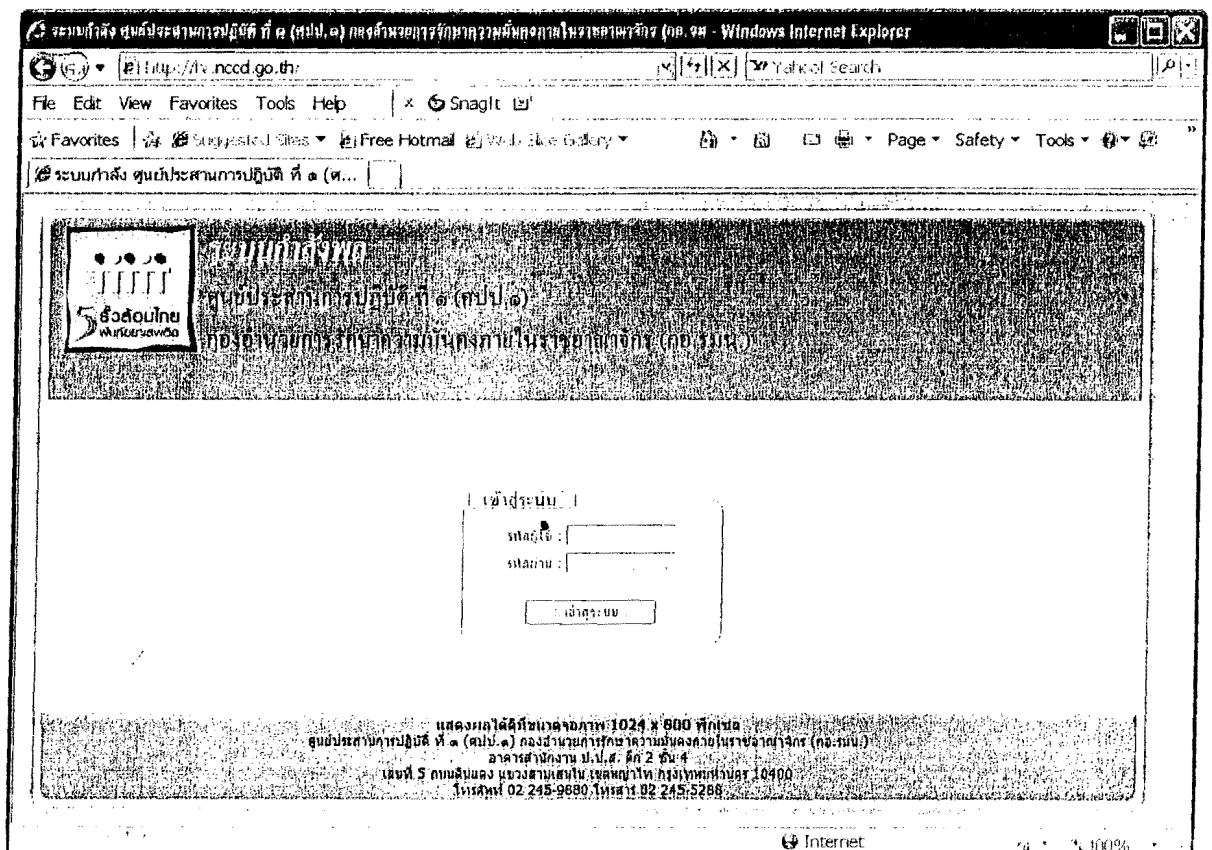 ระบบกำลัง ศูนย์ประสานการปฏิบัติ ที่ ๑ (ศปป.๑) กองอำนวยการรักษาความมั่นคงภายในราชอาณาจักร (กอ.รม - Windows Internet Explorer
.nccd.go.th/
Yahoo! Search
File Edit View Favorites Tools Help × SnagIt
Favorites Suggested Sites Free Hotmail Web Slice Gallery Page Safety Tools
ระบบกำลัง ศูนย์ประสานการปฏิบัติ ที่ ๑ (ศ...
ระบบกำลังพล
ศูนย์ประสานการปฏิบัติ ที่ ๑ (ศปป.๑)
กองอำนวยการรักษาความมั่นคงภายในราชอาณาจักร (กอ.รมน.)
5 รั้วล้อมไทย
พ้นภัยยาเสพติด
เข้าสู่ระบบ
รหัสผู้ใช้ :
รหัสผ่าน :
เข้าสู่ระบบ
แสดงผลได้ดีที่ขนาดจอภาพ 1024 x 800 พิกเซล
ศูนย์ประสานการปฏิบัติ ที่ ๑ (ศปป.๑) กองอำนวยการรักษาความมั่นคงภายในราชอาณาจักร (กอ.รมน.)
อาคารสำนักงาน ป.ป.ส. ตึก 2 ชั้น 4
เลขที่ 5 ถนนดินแดง แขวงสามเสนใน เขตพญาไท กรุงเทพมหานคร 10400
โทรศัพท์ 02 245-9680 โทรสาร 02 245-5288
Internet 100%